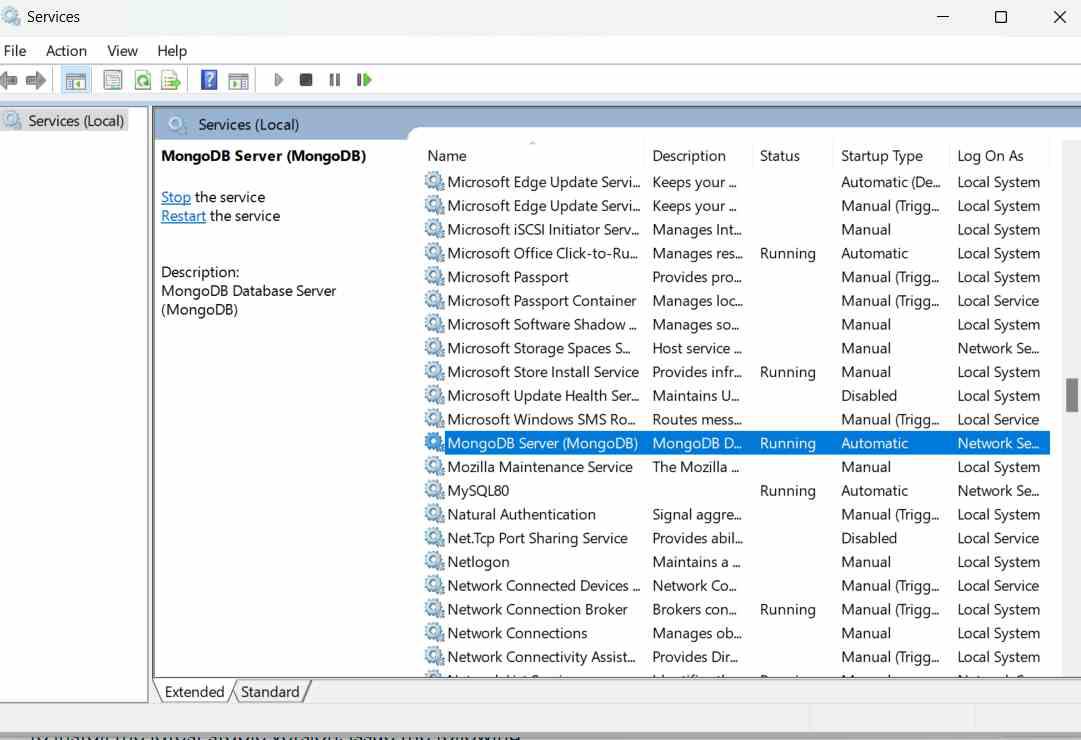 Services
File Action View Help
Services (Local)
Services (Local)
MongoDB Server (MongoDB)
Stop the service
Restart the service
Description:
MongoDB Database Server
(MongoDB)
Name Description Status Startup Type Log On As
Microsoft Edge Update Servi... Keeps your ... Automatic (De... Local System
Microsoft Edge Update Servi... Keeps your ... Manual (Trigg... Local System
Microsoft iSCSI Initiator Serv... Manages Int... Manual Local System
Microsoft Office Click-to-Ru... Manages res... Running Automatic Local System
Microsoft Passport Provides pro... Manual (Trigg... Local System
Microsoft Passport Container Manages loc... Manual (Trigg... Local Service
Microsoft Software Shadow ... Manages so... Manual Local System
Microsoft Storage Spaces S... Host service ... Manual Network Se...
Microsoft Store Install Service Provides infr... Running Manual Local System
Microsoft Update Health Ser... Maintains U... Disabled Local System
Microsoft Windows SMS Ro... Routes mess... Manual (Trigg... Local Service
MongoDB Server (MongoDB) MongoDB D... Running Automatic Network Se...
Mozilla Maintenance Service The Mozilla ... Manual Local System
MySQL80 Running Automatic Network Se...
Natural Authentication Signal aggre... Manual (Trigg... Local System
Net.Tcp Port Sharing Service Provides abil... Disabled Local Service
Netlogon Maintains a ... Manual Local System
Network Connected Devices ... Network Co... Manual (Trigg... Local Service
Network Connection Broker Brokers con... Running Manual (Trigg... Local System
Network Connections Manages ob... Manual Local System
Network Connectivity Assist... Provides Dir... Manual (Trigg... Local System
Extended Standard